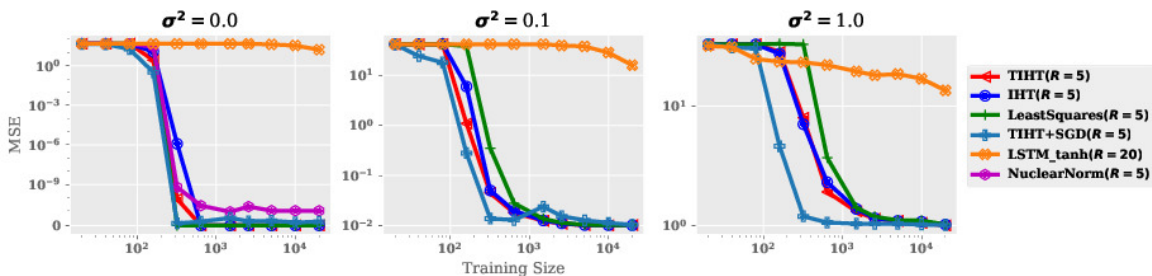 σ² = 0.0
σ² = 0.1
σ² = 1.0
MSE
10⁰
10⁻³
10⁻⁶
10⁻⁹
0
10²
10³
10⁴
10¹
10⁰
10⁻¹
10⁻²
10²
10³
10⁴
10¹
10⁰
10²
10³
10⁴
Training Size
TIHT(R = 5)
IHT(R = 5)
LeastSquares(R = 5)
TIHT+SGD(R = 5)
LSTM_tanh(R = 20)
NuclearNorm(R = 5)